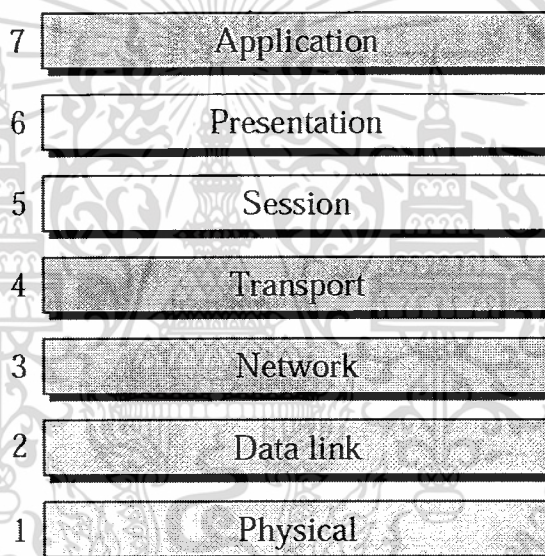 7 Application
6 Presentation
5 Session
4 Transport
3 Network
2 Data link
1 Physical